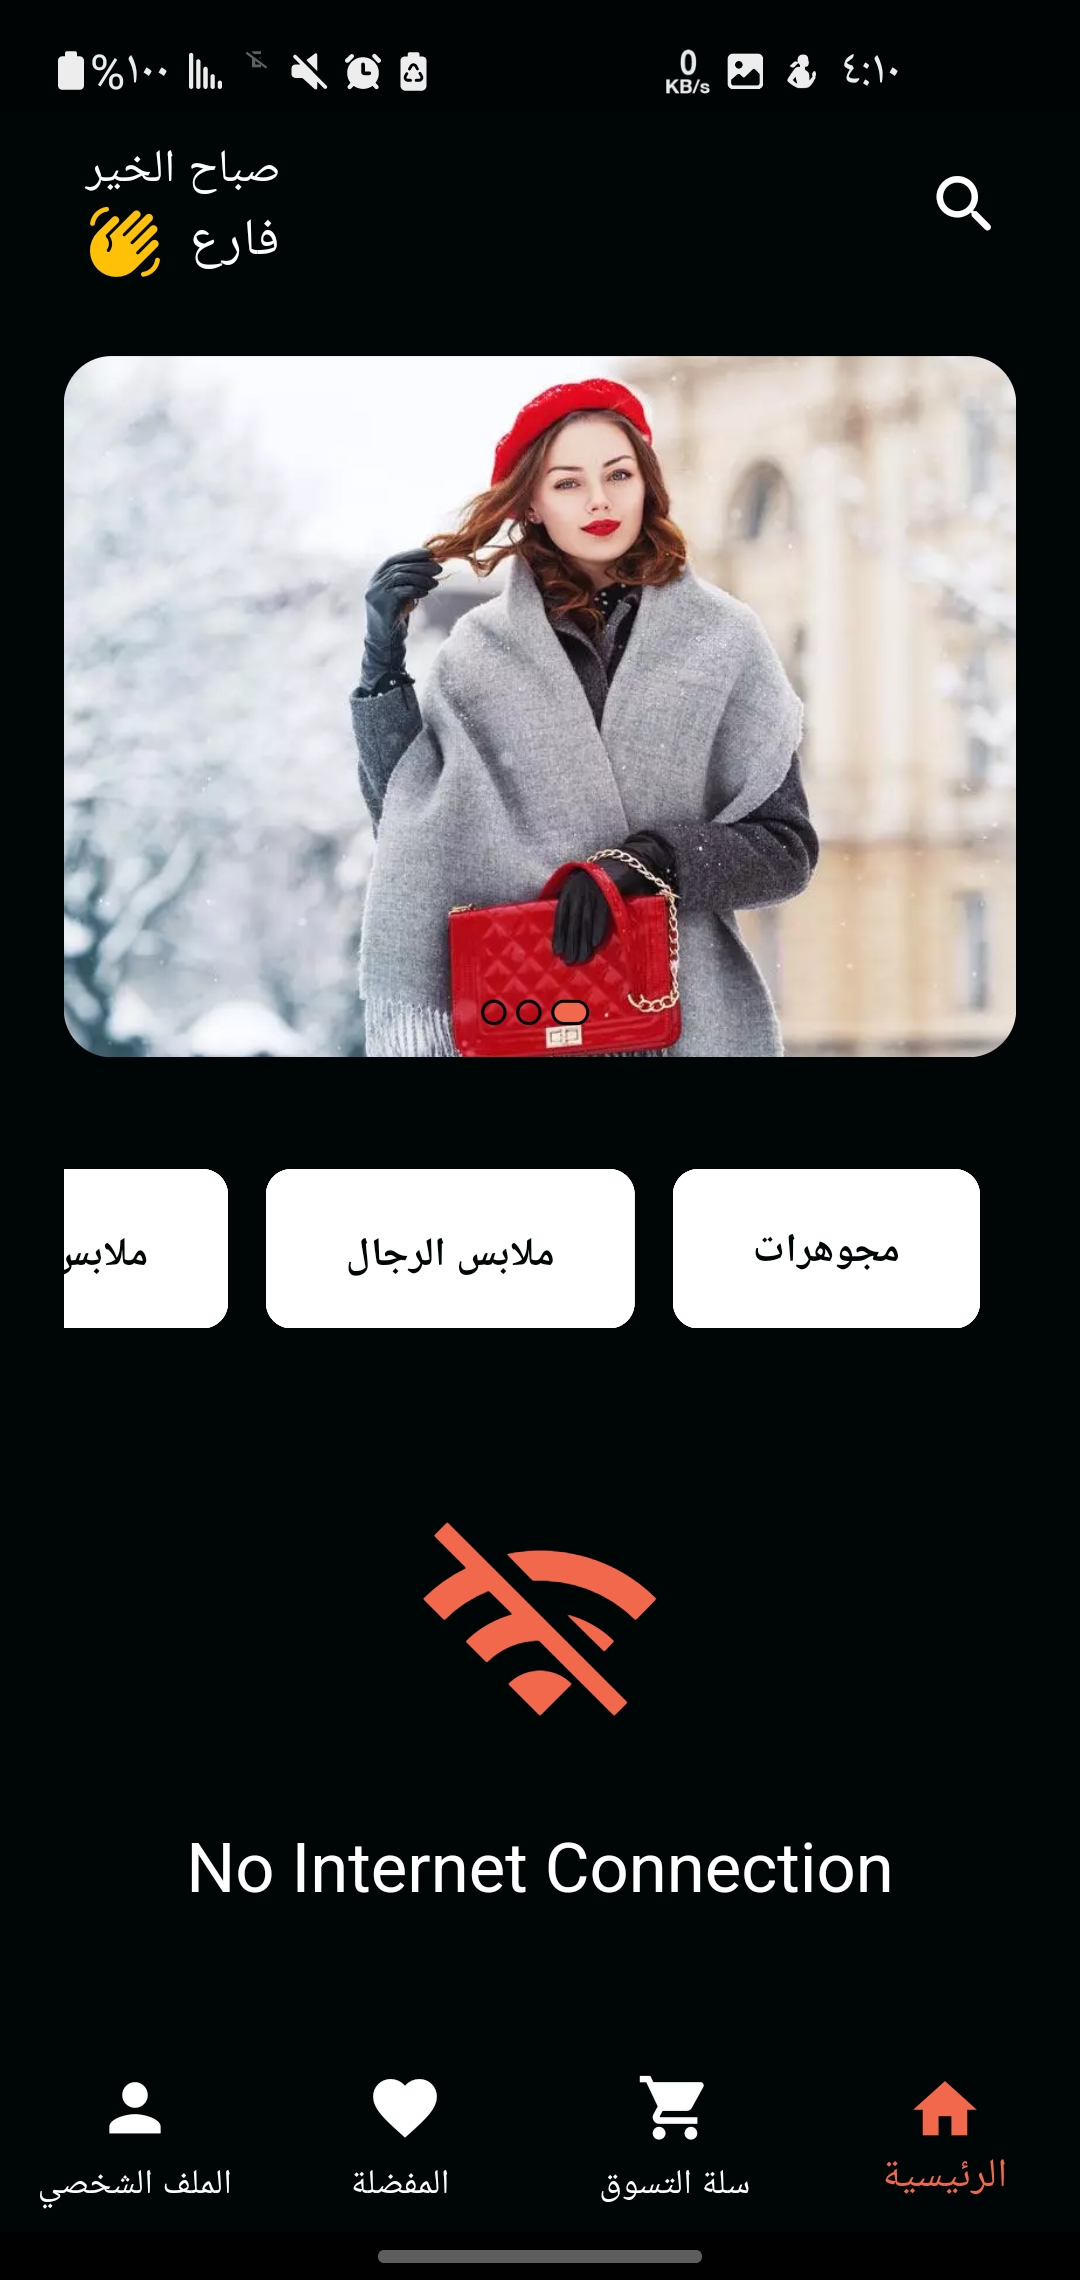 ٤:١٠
0
KB/s
%١٠٠
صباح الخير
فارع
مجوهرات
ملابس الرجال
ملابس
No Internet Connection
الرئيسية
سلة التسوق
المفضلة
الملف الشخصي